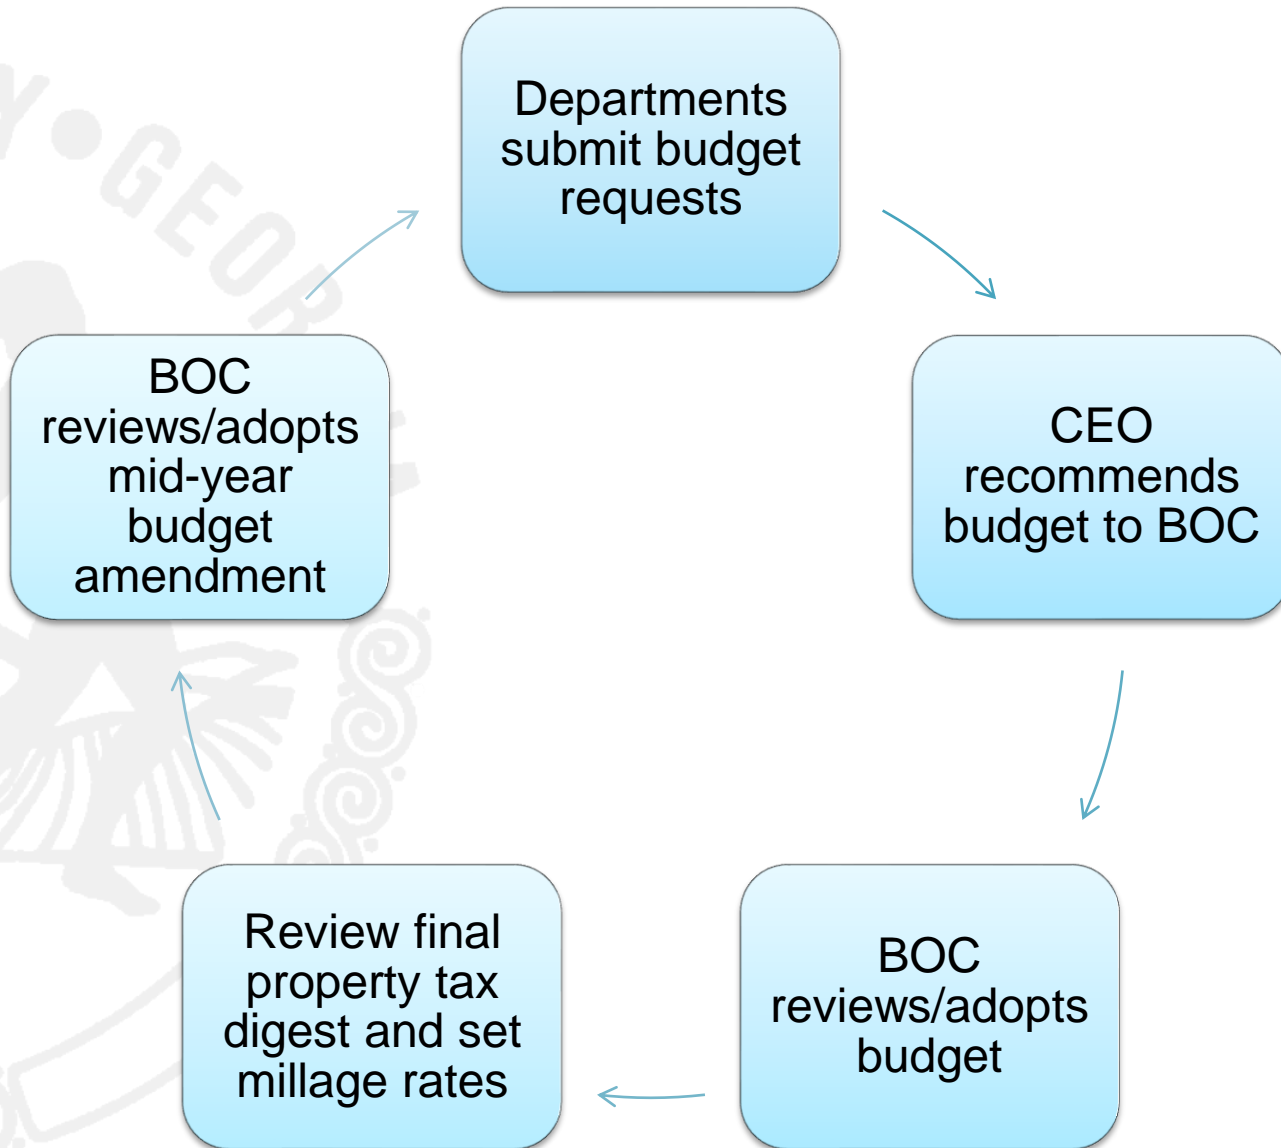 Y•GEOR
Departments
submit budget
requests
CEO
recommends
budget to BOC
BOC
reviews/adopts
budget
Review final
property tax
digest and set
millage rates
BOC
reviews/adopts
mid-year
budget
amendment